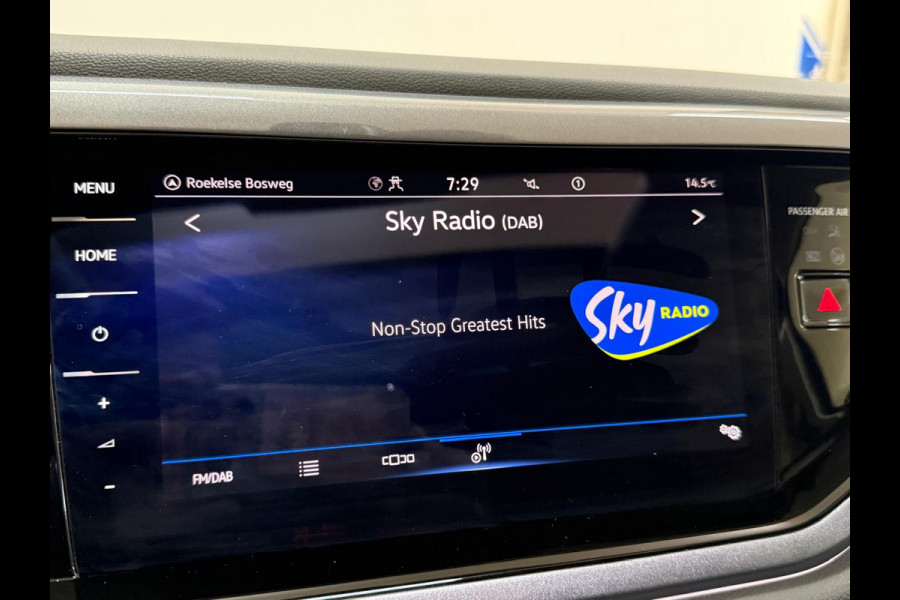 Roekelse Bosweg 7:29 1 14.5°C
MENU
HOME
Sky Radio (DAB)
PASSENGER AIR
Non-Stop Greatest Hits
Sky RADIO
FM/DAB